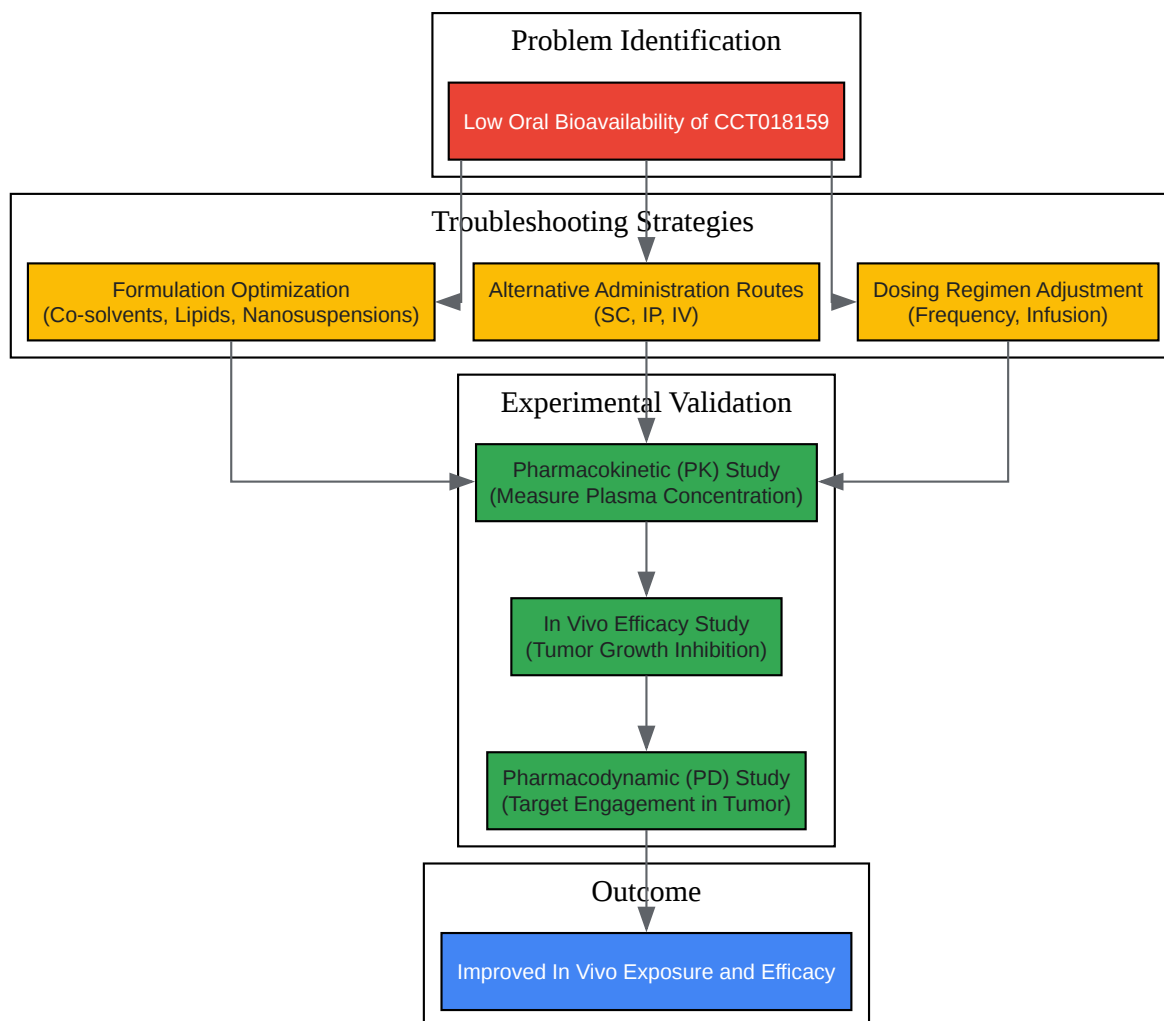 Problem Identification
Low Oral Bioavailability of CCT018159
Troubleshooting Strategies
Formulation Optimization
(Co-solvents, Lipids, Nanosuspensions)
Alternative Administration Routes
(SC, IP, IV)
Dosing Regimen Adjustment
(Frequency, Infusion)
Experimental Validation
Pharmacokinetic (PK) Study
(Measure Plasma Concentration)
In Vivo Efficacy Study
(Tumor Growth Inhibition)
Pharmacodynamic (PD) Study
(Target Engagement in Tumor)
Outcome
Improved In Vivo Exposure and Efficacy